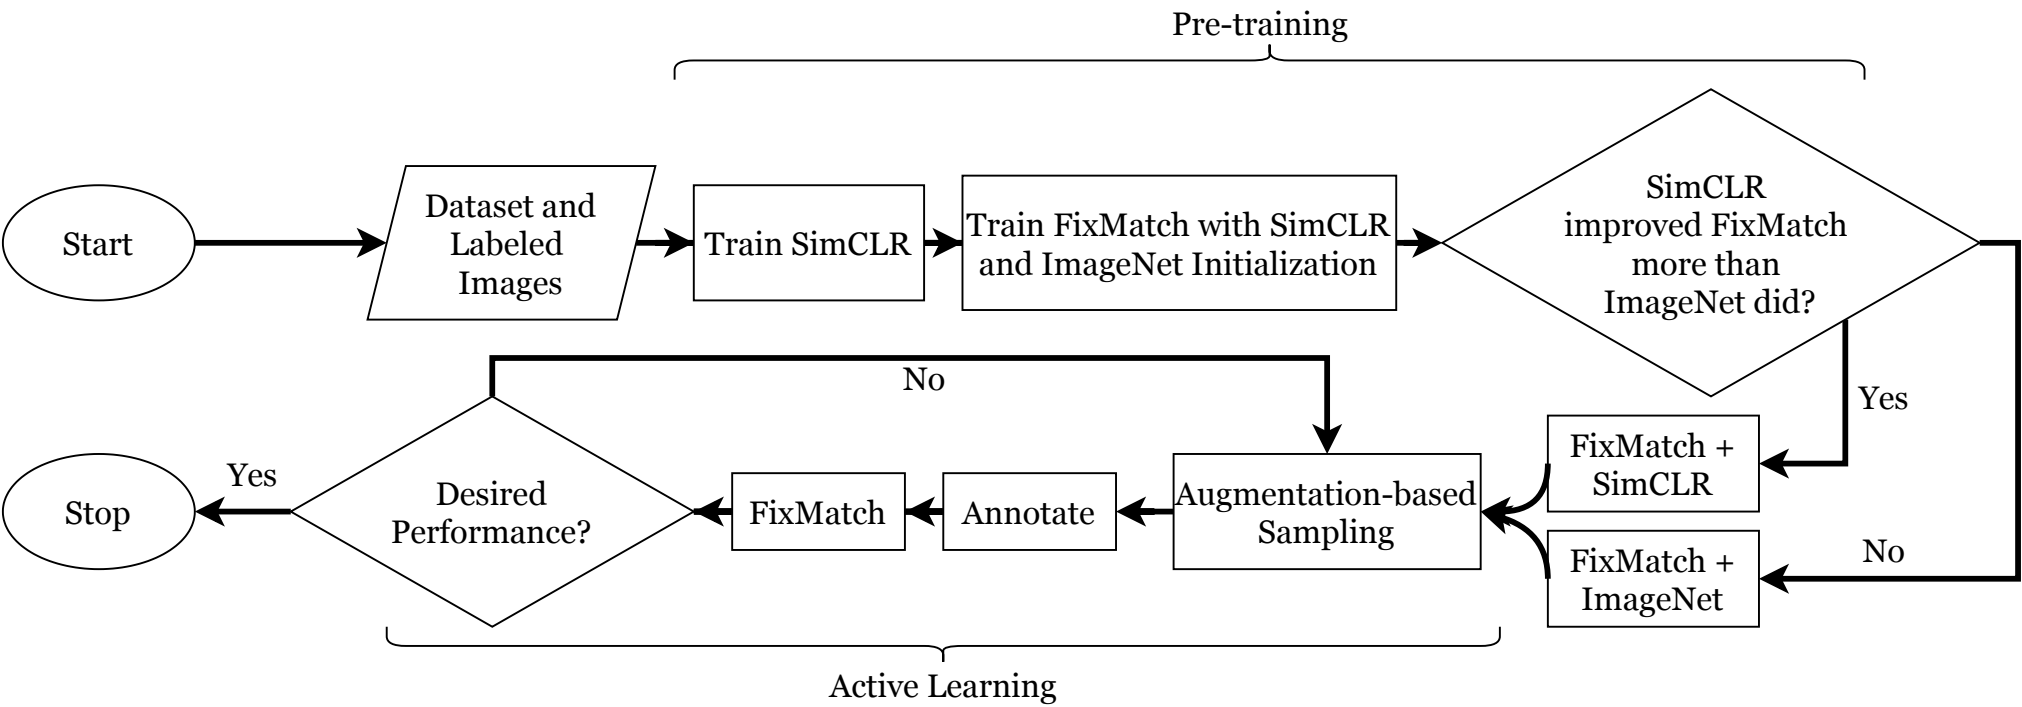 Pre-training
Start
Dataset and
Labeled
Images
Train SimCLR
Train FixMatch with SimCLR
and ImageNet Initialization
SimCLR
improved FixMatch
more than
ImageNet did?
Yes
No
FixMatch +
SimCLR
FixMatch +
ImageNet
Augmentation-based
Sampling
Annotate
FixMatch
Desired
Performance?
No
Yes
Stop
Active Learning